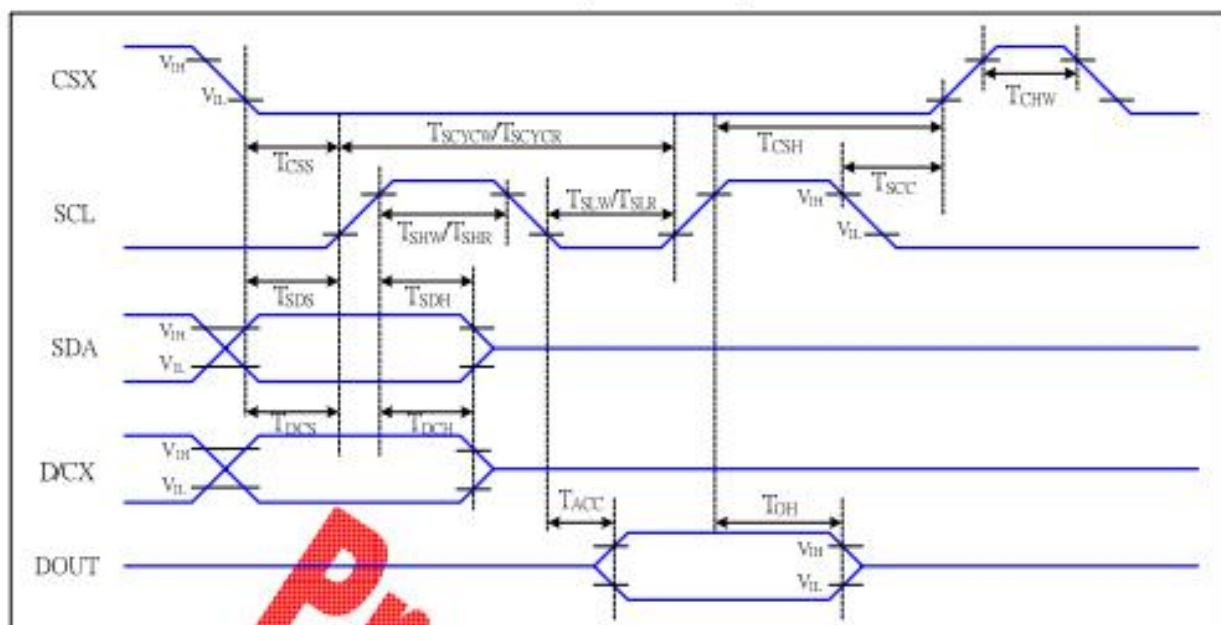 CSX
VIH
VIL
TCHW
TSCYCW/TSCYCR
TCSS
TCSH
TSCC
SCL
TSLW/TSLR
TSHW/TSHR
VIH
VIL
TSDS
TSDH
SDA
VIH
VIL
TDCS
TDCH
D/CX
VIH
VIL
TACC
TOH
DOUT
VIH
VIL
Pr